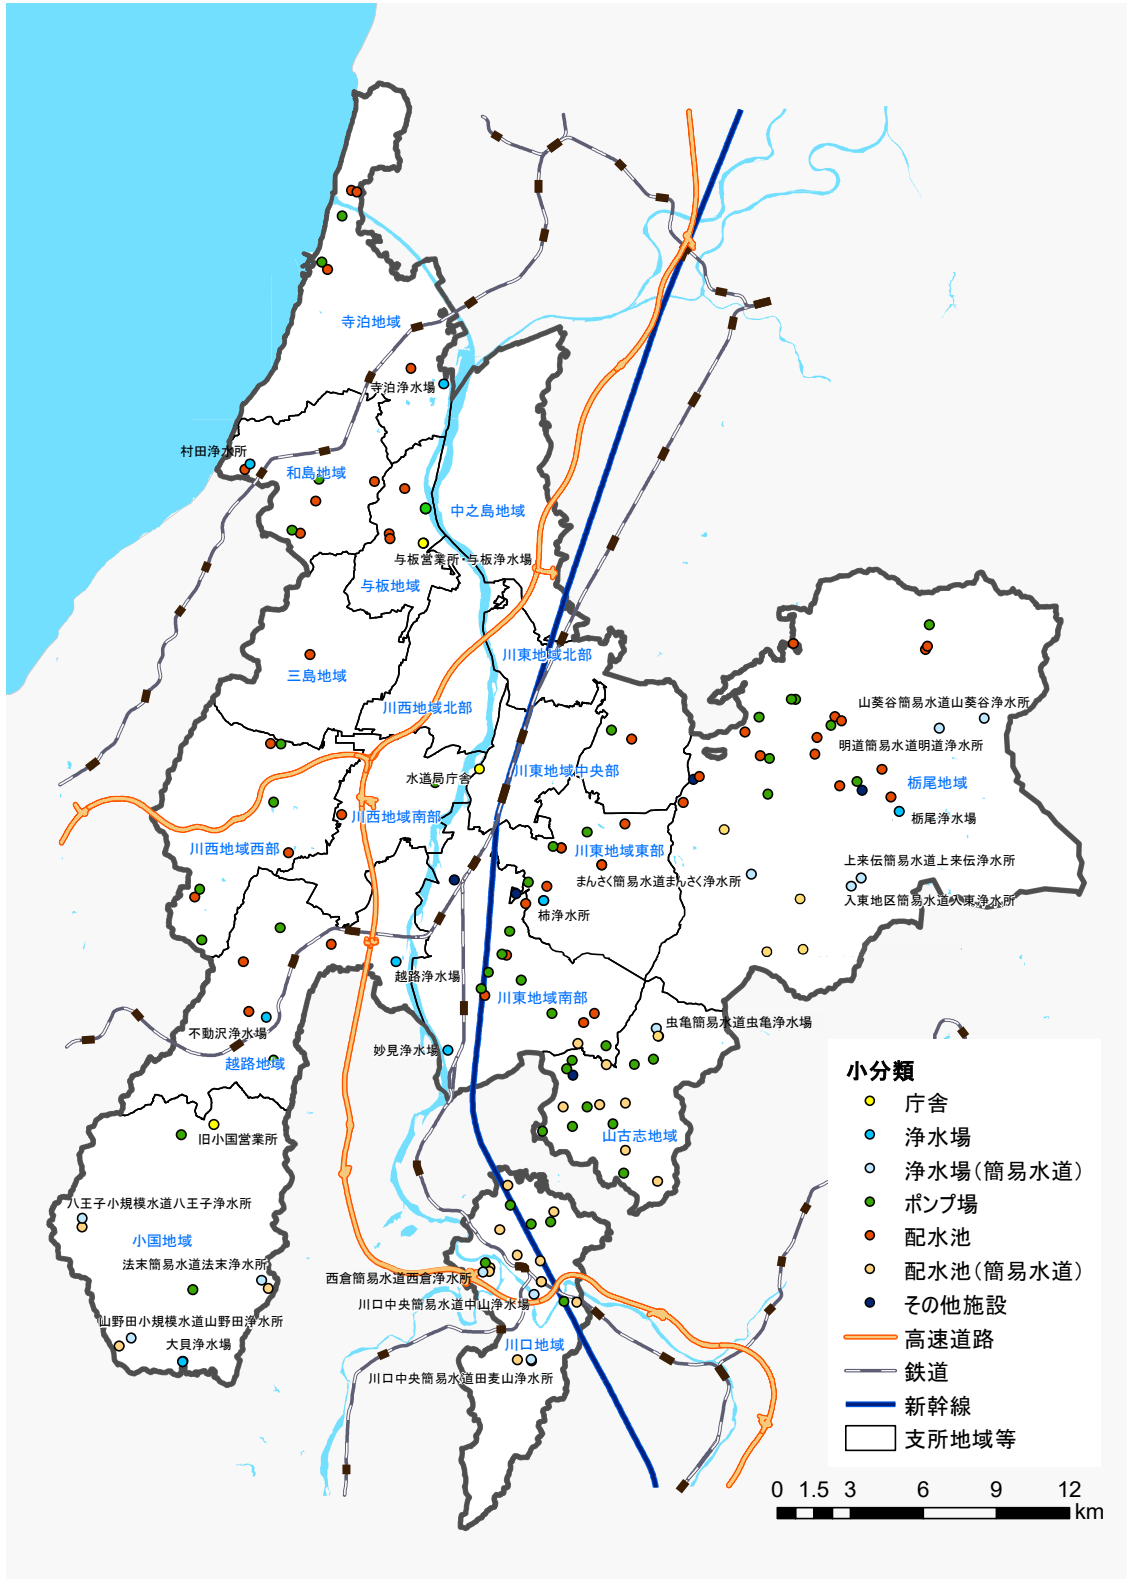 寺泊地域
寺泊浄水場
村田浄水所
和島地域
中之島地域
与板営業所・与板浄水場
与板地域
川東地域北部
三島地域
川西地域北部
山葵谷簡易水道山葵谷浄水所
明道簡易水道明道浄水所
水道局庁舎
川東地域中央部
栃尾地域
川西地域南部
栃尾浄水場
川西地域西部
川東地域東部
上来伝簡易水道上来伝浄水所
まんさく簡易水道まんさく浄水所
入東地区簡易水道入東浄水所
柿浄水所
越路浄水場
川東地域南部
不動沢浄水場
虫亀簡易水道虫亀浄水場
妙見浄水場
越路地域
旧小国営業所
山古志地域
八王子小規模水道八王子浄水所
小国地域
法末簡易水道法末浄水所
西倉簡易水道西倉浄水所
川口中央簡易水道中山浄水場
山野田小規模水道山野田浄水所
大貝浄水場
川口地域
川口中央簡易水道田麦山浄水所
小分類
庁舎
浄水場
浄水場(簡易水道)
ポンプ場
配水池
配水池(簡易水道)
その他施設
高速道路
鉄道
新幹線
支所地域等
0 1.5 3 6 9 12
km